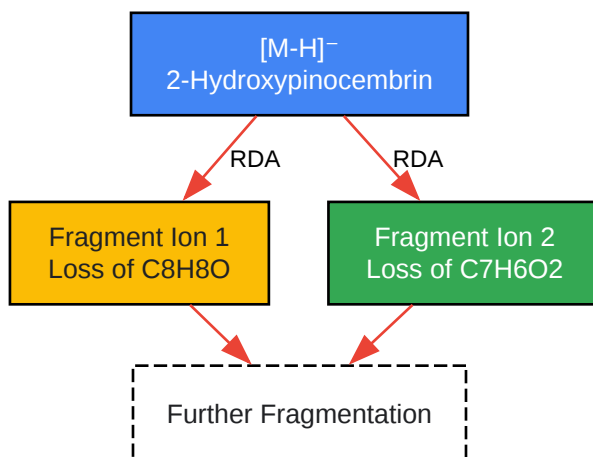 [M-H]⁻
2-Hydroxypinocembrin
RDA
RDA
Fragment Ion 1
Loss of C8H8O
Fragment Ion 2
Loss of C7H6O2
Further Fragmentation